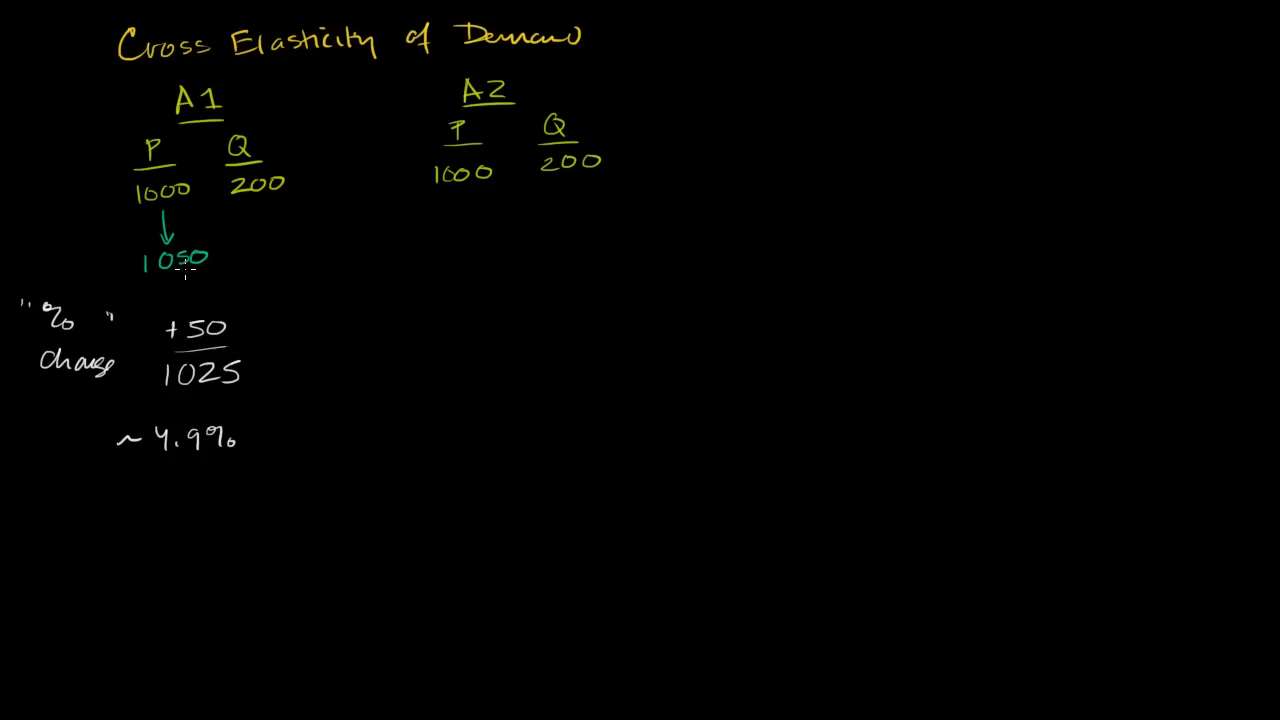 Cross Elasticity of Demand
A1 A2
P Q P Q
1000 200 1000 200
1050
"% " +50
change 1025
~ 4.9%